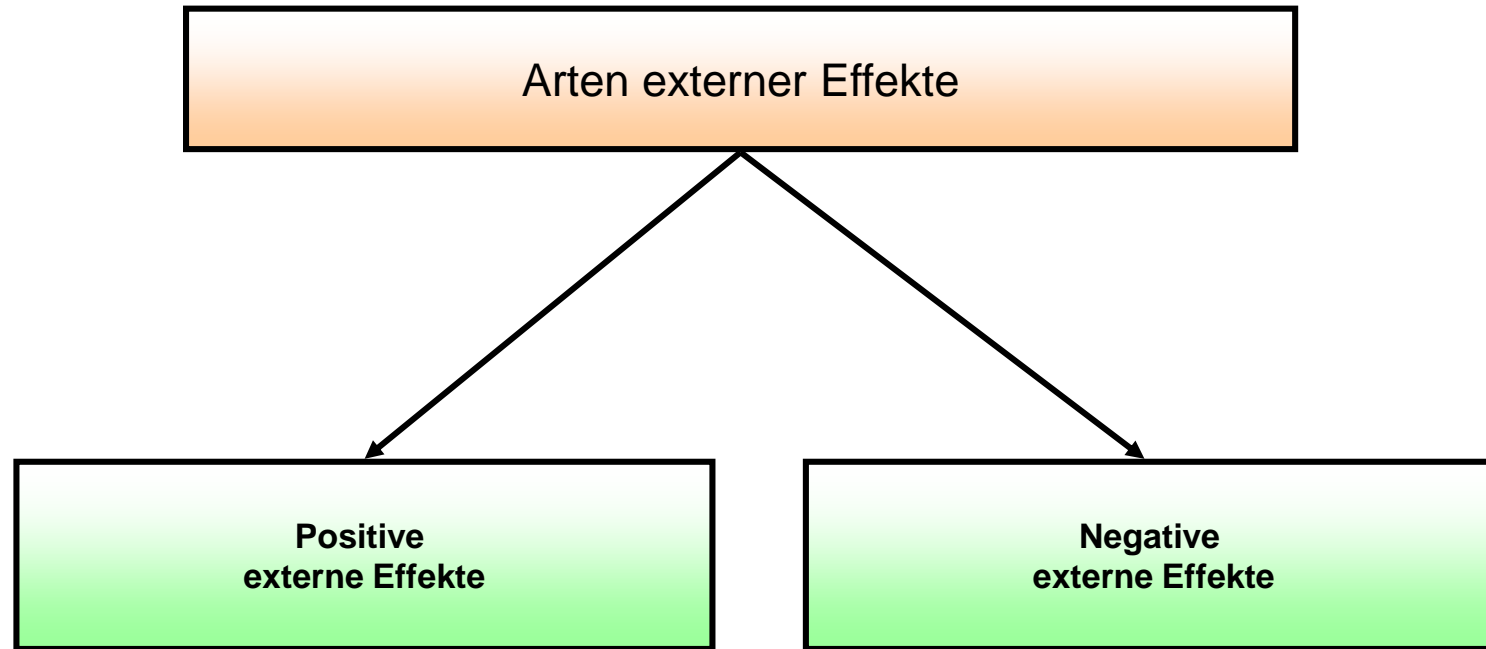 Arten externer Effekte
Positive
externe Effekte
Negative
externe Effekte